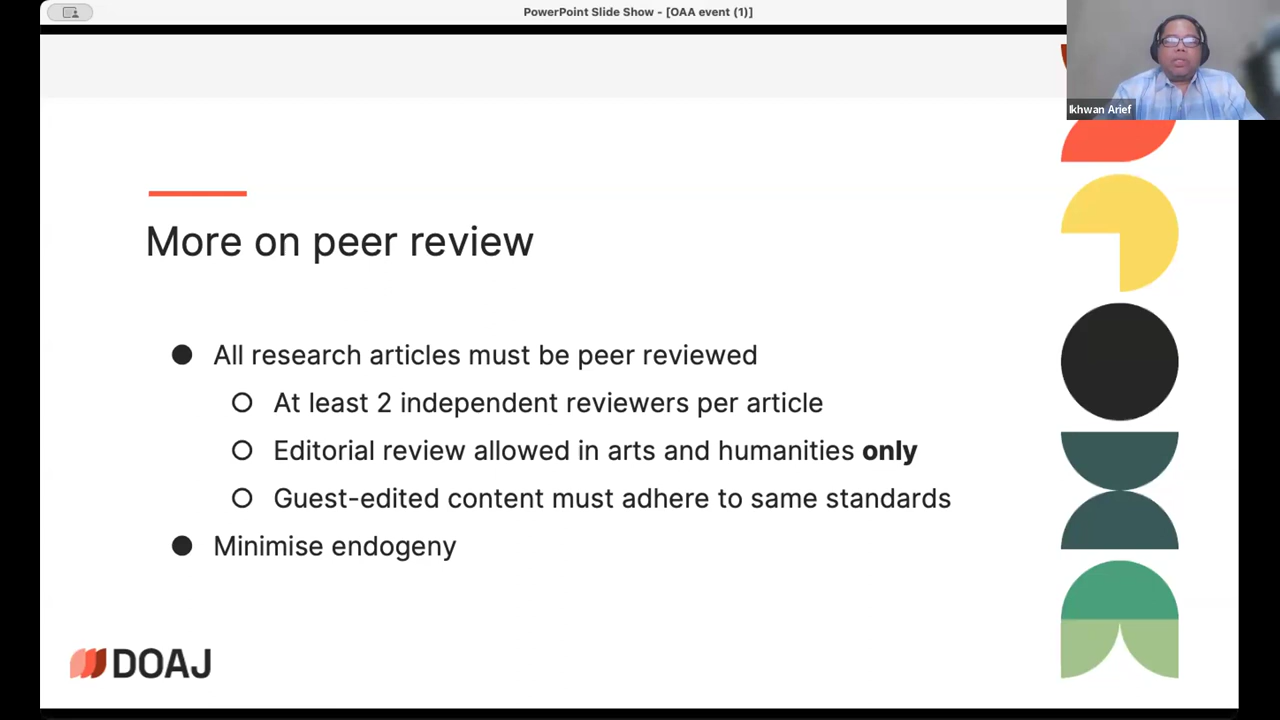 PowerPoint Slide Show - [OAA event (1)]
Ikhwan Arief
More on peer review
All research articles must be peer reviewed
At least 2 independent reviewers per article
Editorial review allowed in arts and humanities only
Guest-edited content must adhere to same standards
Minimise endogeny
DOAJ